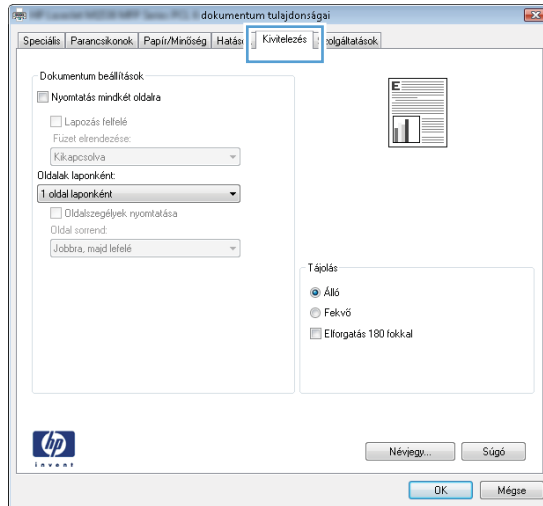 dokumentum tulajdonságai
Speciális Parancsikonok Papír/Minőség Kivitelezés
Dokumentum beállítások
Nyomtatás mindkét oldalra
Lapozás felfelé
Füzet elrendezése:
Kikapcsolva
Oldalak laponként:
1 oldal laponként
Oldalszegélyek nyomtatása
Oldal sorrend:
Jobbra, majd lefelé
E
Tájolás
Álló
Fekvő
Elforgatás 180 fokkal
hp
invent
Névjegy... Súgó
OK Mégse